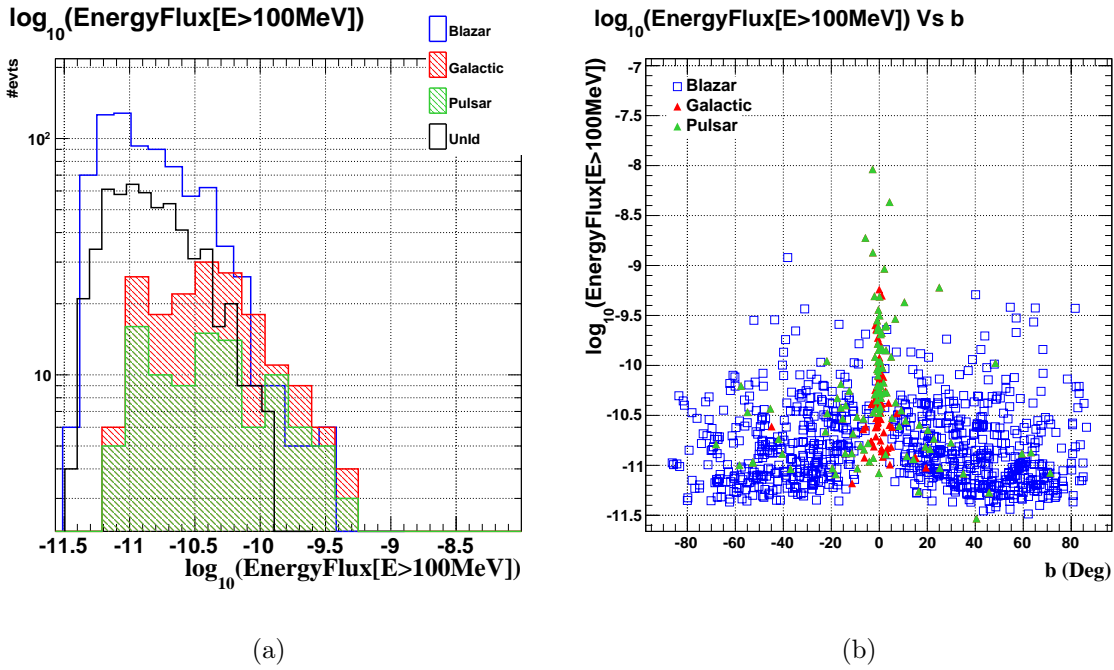 log10(EnergyFlux[E>100MeV])
#evts
10²
10
Blazar
Galactic
Pulsar
UnId
-11.5 -11 -10.5 -10 -9.5 -9 -8.5
log10(EnergyFlux[E>100MeV])
(a)
log10(EnergyFlux[E>100MeV]) Vs b
log10(EnergyFlux[E>100MeV])
-7
-7.5
-8
-8.5
-9
-9.5
-10
-10.5
-11
-11.5
Blazar
Galactic
Pulsar
-80 -60 -40 -20 0 20 40 60 80
b (Deg)
(b)